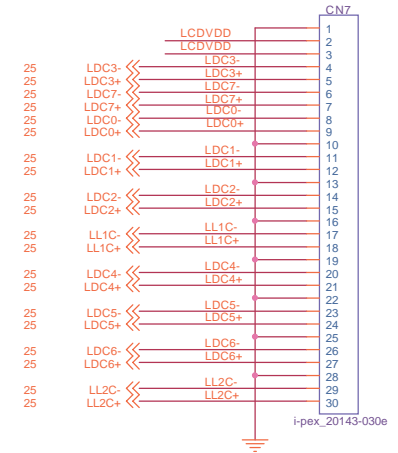 CN7
1
LCDVDD 2
LCDVDD 3
25 LDC3- LDC3- 4
25 LDC3+ LDC3+ 5
25 LDC7- LDC7- 6
25 LDC7+ LDC7+ 7
25 LDC0- LDC0- 8
25 LDC0+ LDC0+ 9
10
25 LDC1- LDC1- 11
25 LDC1+ LDC1+ 12
13
25 LDC2- LDC2- 14
25 LDC2+ LDC2+ 15
16
25 LL1C- LL1C- 17
25 LL1C+ LL1C+ 18
19
25 LDC4- LDC4- 20
25 LDC4+ LDC4+ 21
22
25 LDC5- LDC5- 23
25 LDC5+ LDC5+ 24
25
25 LDC6- LDC6- 26
25 LDC6+ LDC6+ 27
28
25 LL2C- LL2C- 29
25 LL2C+ LL2C+ 30
i-pex_20143-030e